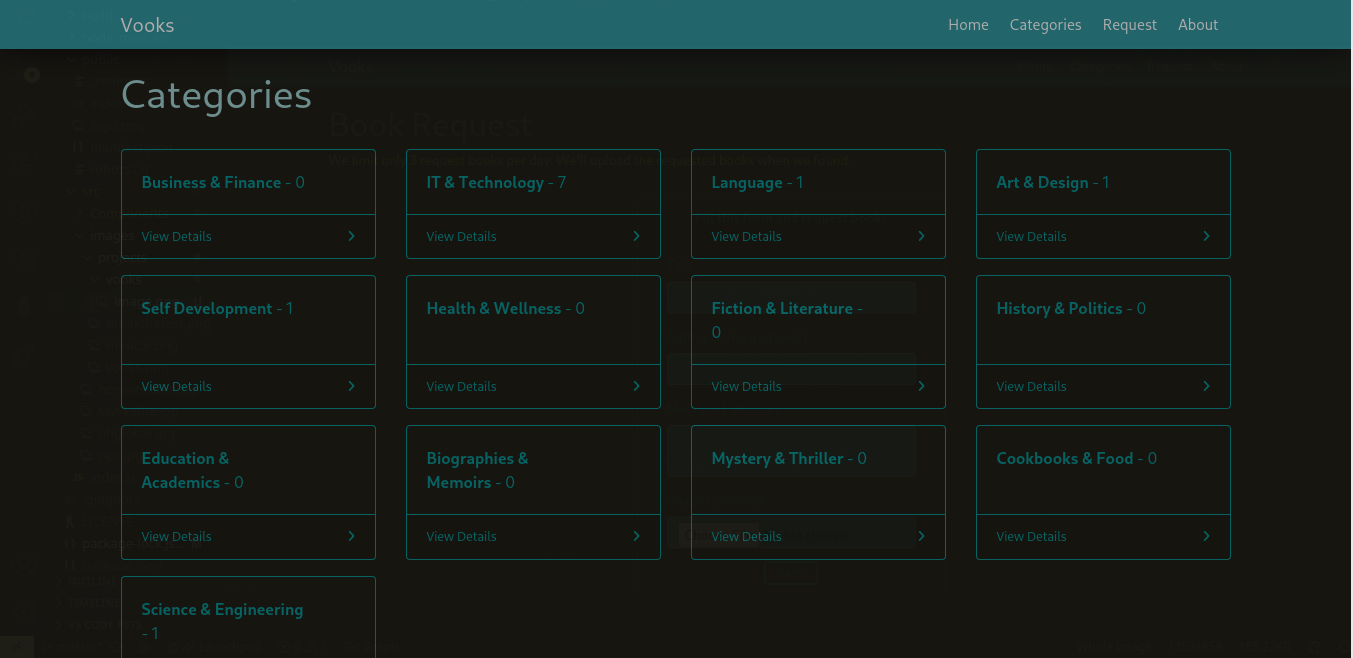 Vooks
Home Categories Request About
Categories
Book Request
Business & Finance - 0
IT & Technology - 7
Language - 1
Art & Design - 1
View Details
View Details
View Details
View Details
Self Development - 1
Health & Wellness - 0
Fiction & Literature -
0
History & Politics - 0
View Details
View Details
View Details
View Details
Education &
Academics - 0
Biographies &
Memoirs - 0
Mystery & Thriller - 0
Cookbooks & Food - 0
View Details
View Details
View Details
View Details
Science & Engineering
- 1